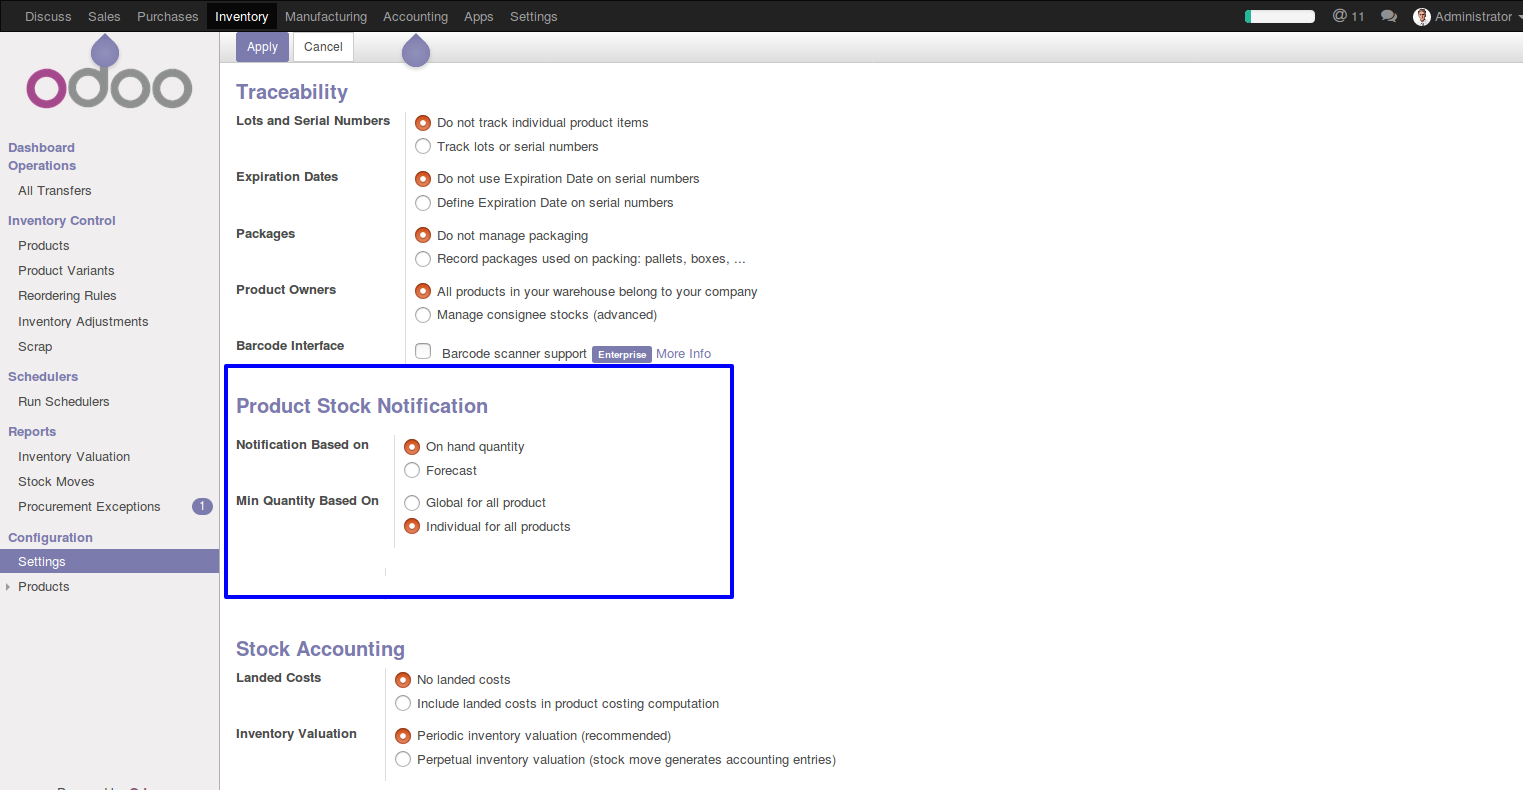 Discuss Sales Purchases Inventory Manufacturing Accounting Apps Settings @ 11 Administrator
Apply Cancel
odoo
Dashboard
Operations
All Transfers
Inventory Control
Products
Product Variants
Reordering Rules
Inventory Adjustments
Scrap
Schedulers
Run Schedulers
Reports
Inventory Valuation
Stock Moves
Procurement Exceptions 1
Configuration
Settings
Products
Traceability
Lots and Serial Numbers
Do not track individual product items
Track lots or serial numbers
Expiration Dates
Do not use Expiration Date on serial numbers
Define Expiration Date on serial numbers
Packages
Do not manage packaging
Record packages used on packing: pallets, boxes, ...
Product Owners
All products in your warehouse belong to your company
Manage consignee stocks (advanced)
Barcode Interface
Barcode scanner support Enterprise More Info
Product Stock Notification
Notification Based on
On hand quantity
Forecast
Min Quantity Based On
Global for all product
Individual for all products
Stock Accounting
Landed Costs
No landed costs
Include landed costs in product costing computation
Inventory Valuation
Periodic inventory valuation (recommended)
Perpetual inventory valuation (stock move generates accounting entries)